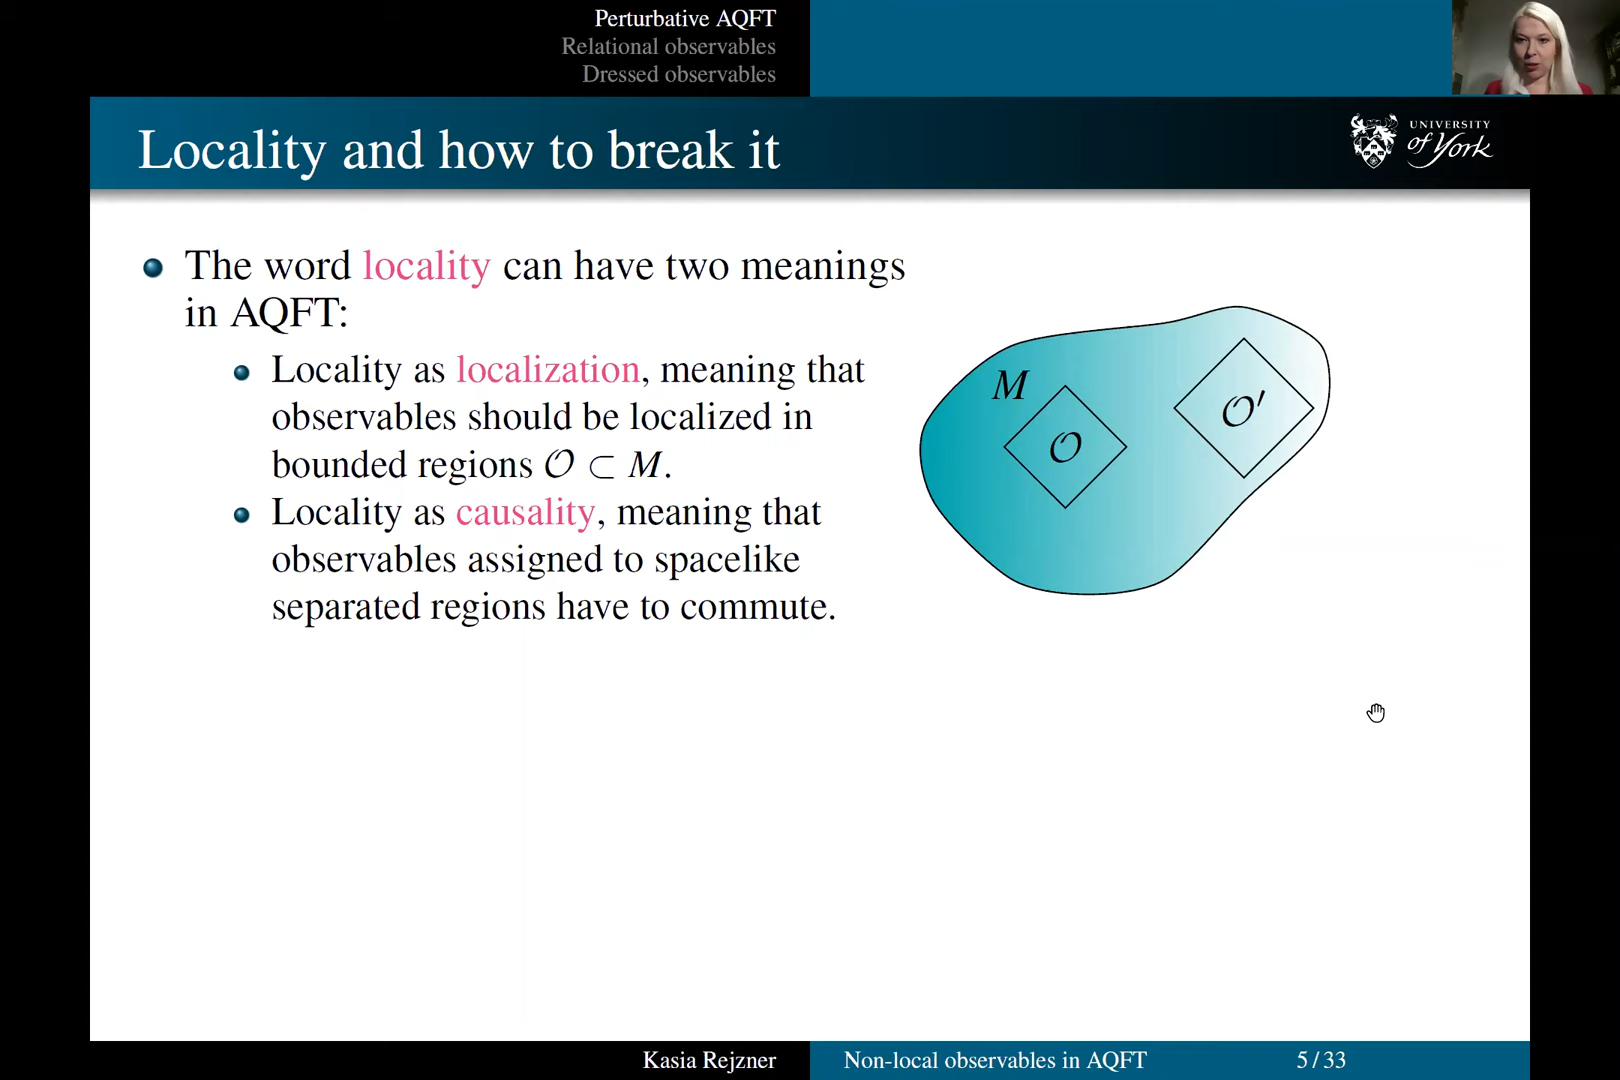 Perturbative AQFT
Relational observables
Dressed observables
Locality and how to break it
UNIVERSITY
of York
The word locality can have two meanings
in AQFT:
Locality as localization, meaning that
observables should be localized in
bounded regions 𝒪 ⊂ M.
Locality as causality, meaning that
observables assigned to spacelike
separated regions have to commute.
M
𝒪
𝒪′
Kasia Rejzner
Non-local observables in AQFT
5 / 33